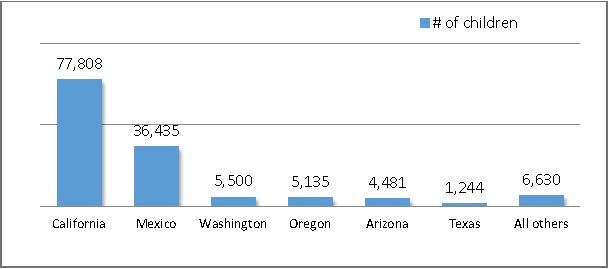 # of children
77,808
36,435
5,500
5,135
4,481
1,244
6,630
California
Mexico
Washington
Oregon
Arizona
Texas
All others